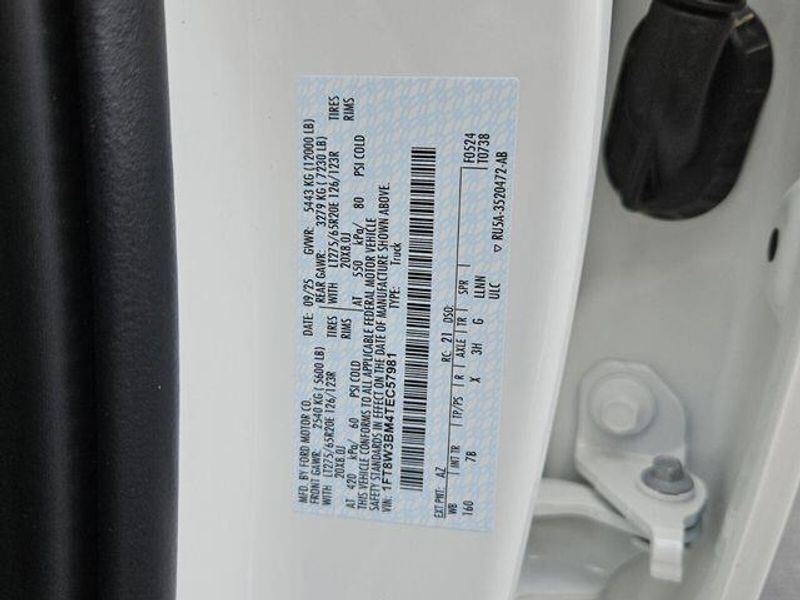 MFD. BY FORD MOTOR CO.
DATE: 09/25 GVWR: 5443 KG (12000 LB)
FRONT GAWR: 2540 KG (5600 LB) REAR GAWR: 3279 KG (7230 LB)
WITH LT275/65R20E 126/123R TIRES WITH LT275/65R20E 126/123R TIRES
20X8.0J RIMS 20X8.0J RIMS
AT 420 kPa/ 60 PSI COLD AT 550 kPa/ 80 PSI COLD
THIS VEHICLE CONFORMS TO ALL APPLICABLE FEDERAL MOTOR VEHICLE
SAFETY STANDARDS IN EFFECT ON THE DATE OF MANUFACTURE SHOWN ABOVE.
VIN: 1FT8W3BM4TEC57981 TYPE: Truck
EXT PNT: AZ RC: 21 DSO: F0524
WB INT TR TP/PS R AXLE TR SPR T0738
160 7B X 3H G LLNN
ULC ▽ RU5A-3520472-AB